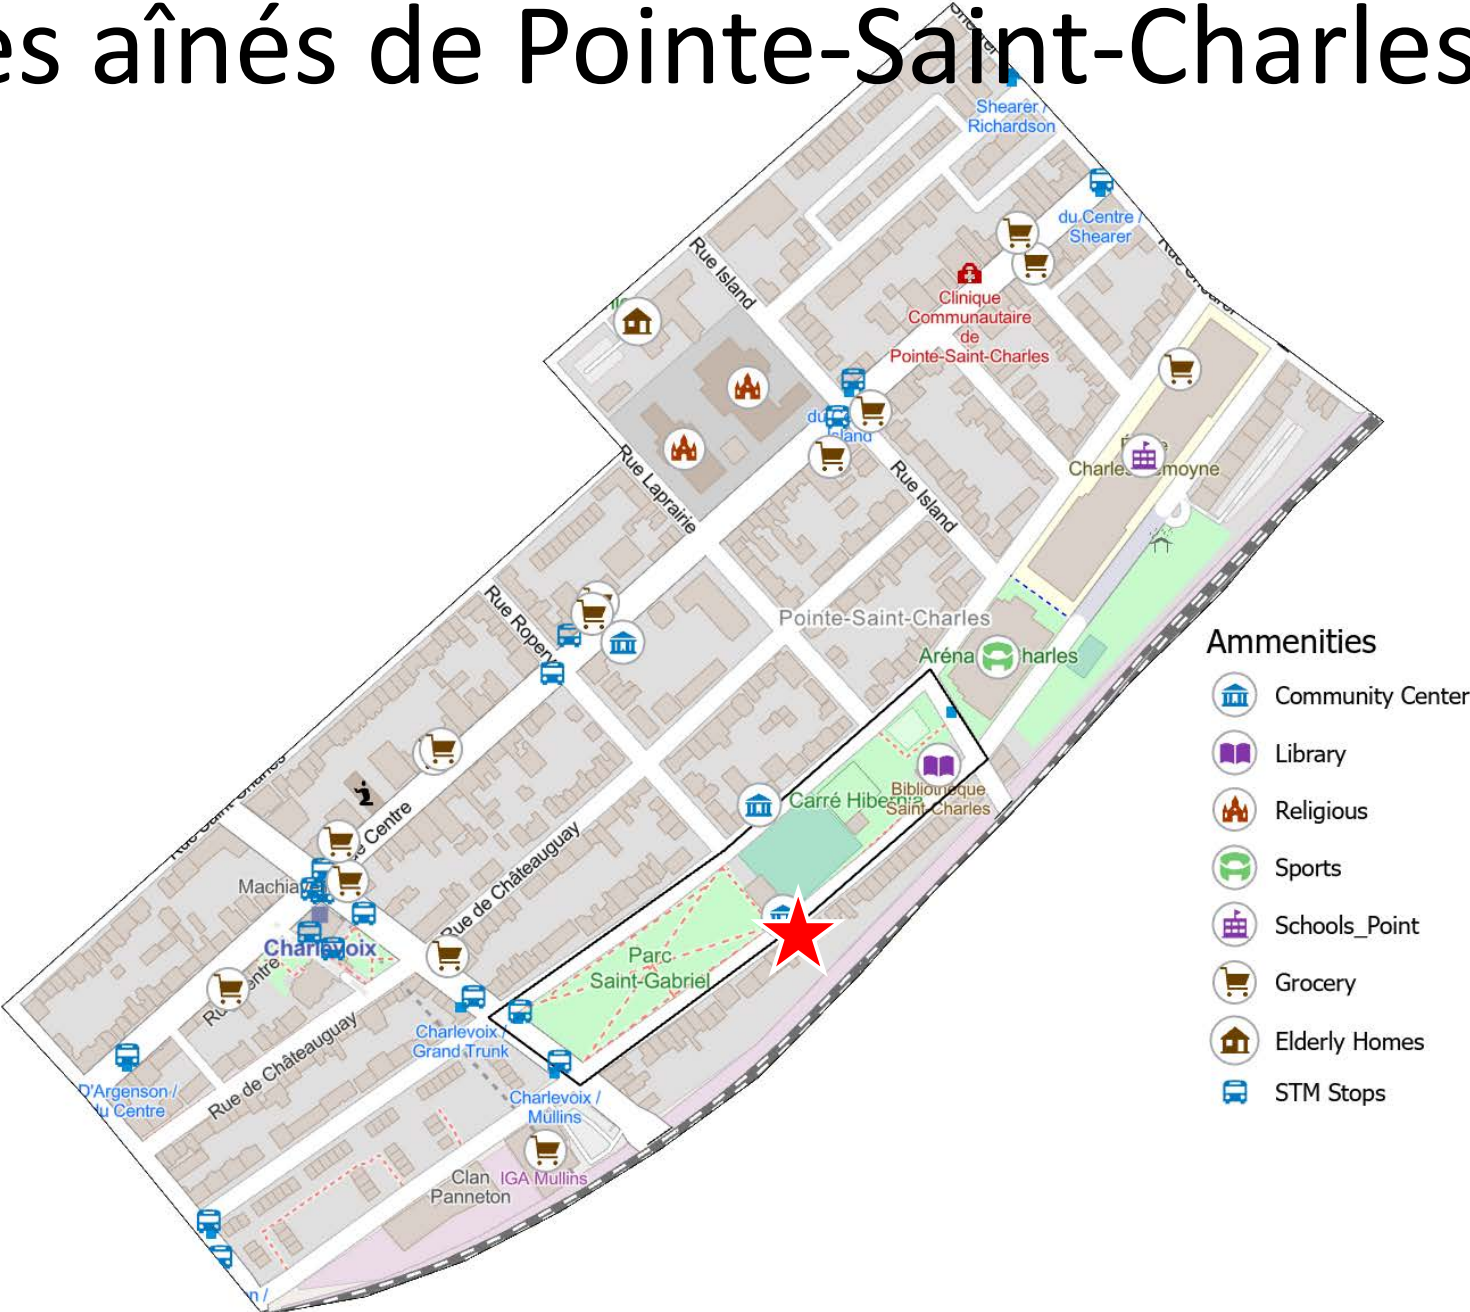 es aînés de Pointe-Saint-Charles
Shearer /
Richardson
du Centre /
Shearer
Rue Island
Clinique
Communautaire
de
Pointe-Saint-Charles
Rue Laprairie
Rue Island
Pointe-Saint-Charles
Aréna
harles
Rue Ropery
Carré Hibernia
Bibliothèque
Saint-Charles
Centre
Rue de Châteauguay
Charlevoix
Parc
Saint-Gabriel
Rue de Châteauguay
Charlevoix /
Grand Trunk
Charlevoix /
Mullins
D'Argenson /
du Centre
Clan
Panneton
IGA Mullins
Ammenities
Community Center
Library
Religious
Sports
Schools_Point
Grocery
Elderly Homes
STM Stops